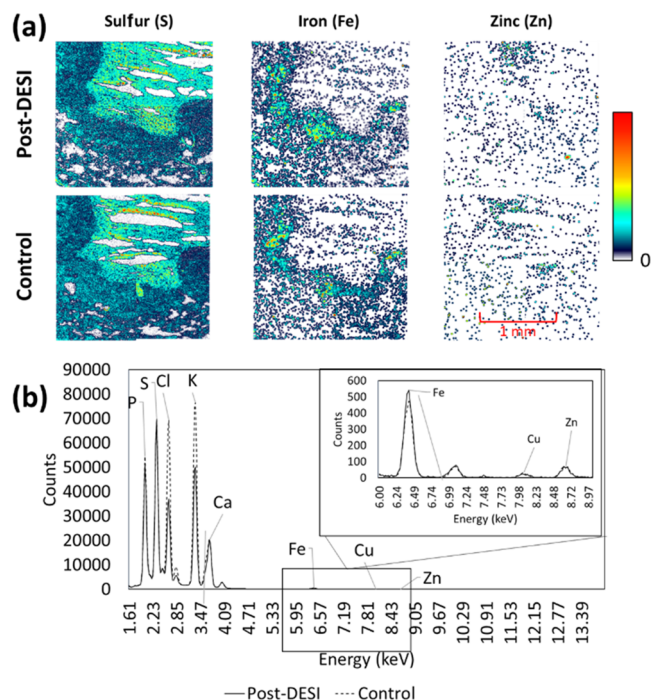 (a)
Sulfur (S) Iron (Fe) Zinc (Zn)
Post-DESI
0
Control
1 mm
(b)
90000
80000
70000
60000
50000
40000
30000
20000
10000
0
Counts
P
S
Cl
K
Ca
Fe
Cu
Zn
600
500
400
300
200
100
0
Counts
Fe
Cu
Zn
6.00 6.24 6.49 6.74 6.99 7.24 7.48 7.73 7.98 8.23 8.48 8.72 8.97
Energy (keV)
1.61 2.25 2.85 3.47 4.09 4.71 5.33 5.95 6.57 7.19 7.81 8.43 9.05 9.67 10.29 10.91 11.53 12.15 12.77 13.39
Energy (keV)
Post-DESI Control